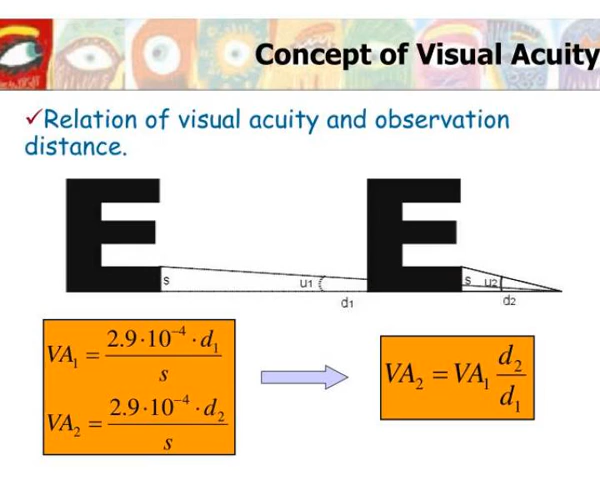 Concept of Visual Acuity
✓Relation of visual acuity and observation
distance.
s u1 s u2
d1 d2
VA₁ = 2.9·10⁻⁴·d₁ / s
VA₂ = 2.9·10⁻⁴·d₂ / s
VA₂ = VA₁ d₂ / d₁